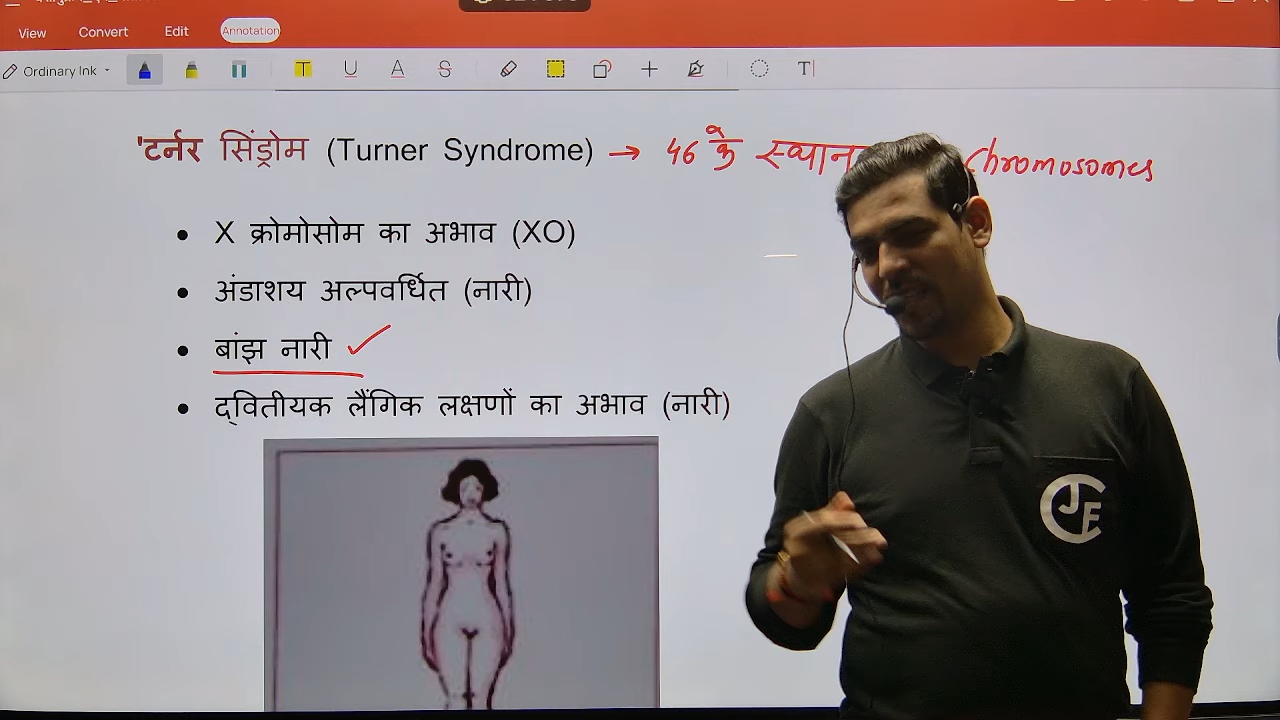 View Convert Edit Annotation
Ordinary Ink T U A S T
'टर्नर सिंड्रोम (Turner Syndrome) → 46 के स्थान Chromosomes
• X क्रोमोसोम का अभाव (XO)
• अंडाशय अल्पवर्धित (नारी)
• बांझ नारी ✓
• द्वितीयक लैंगिक लक्षणों का अभाव (नारी)
CJE